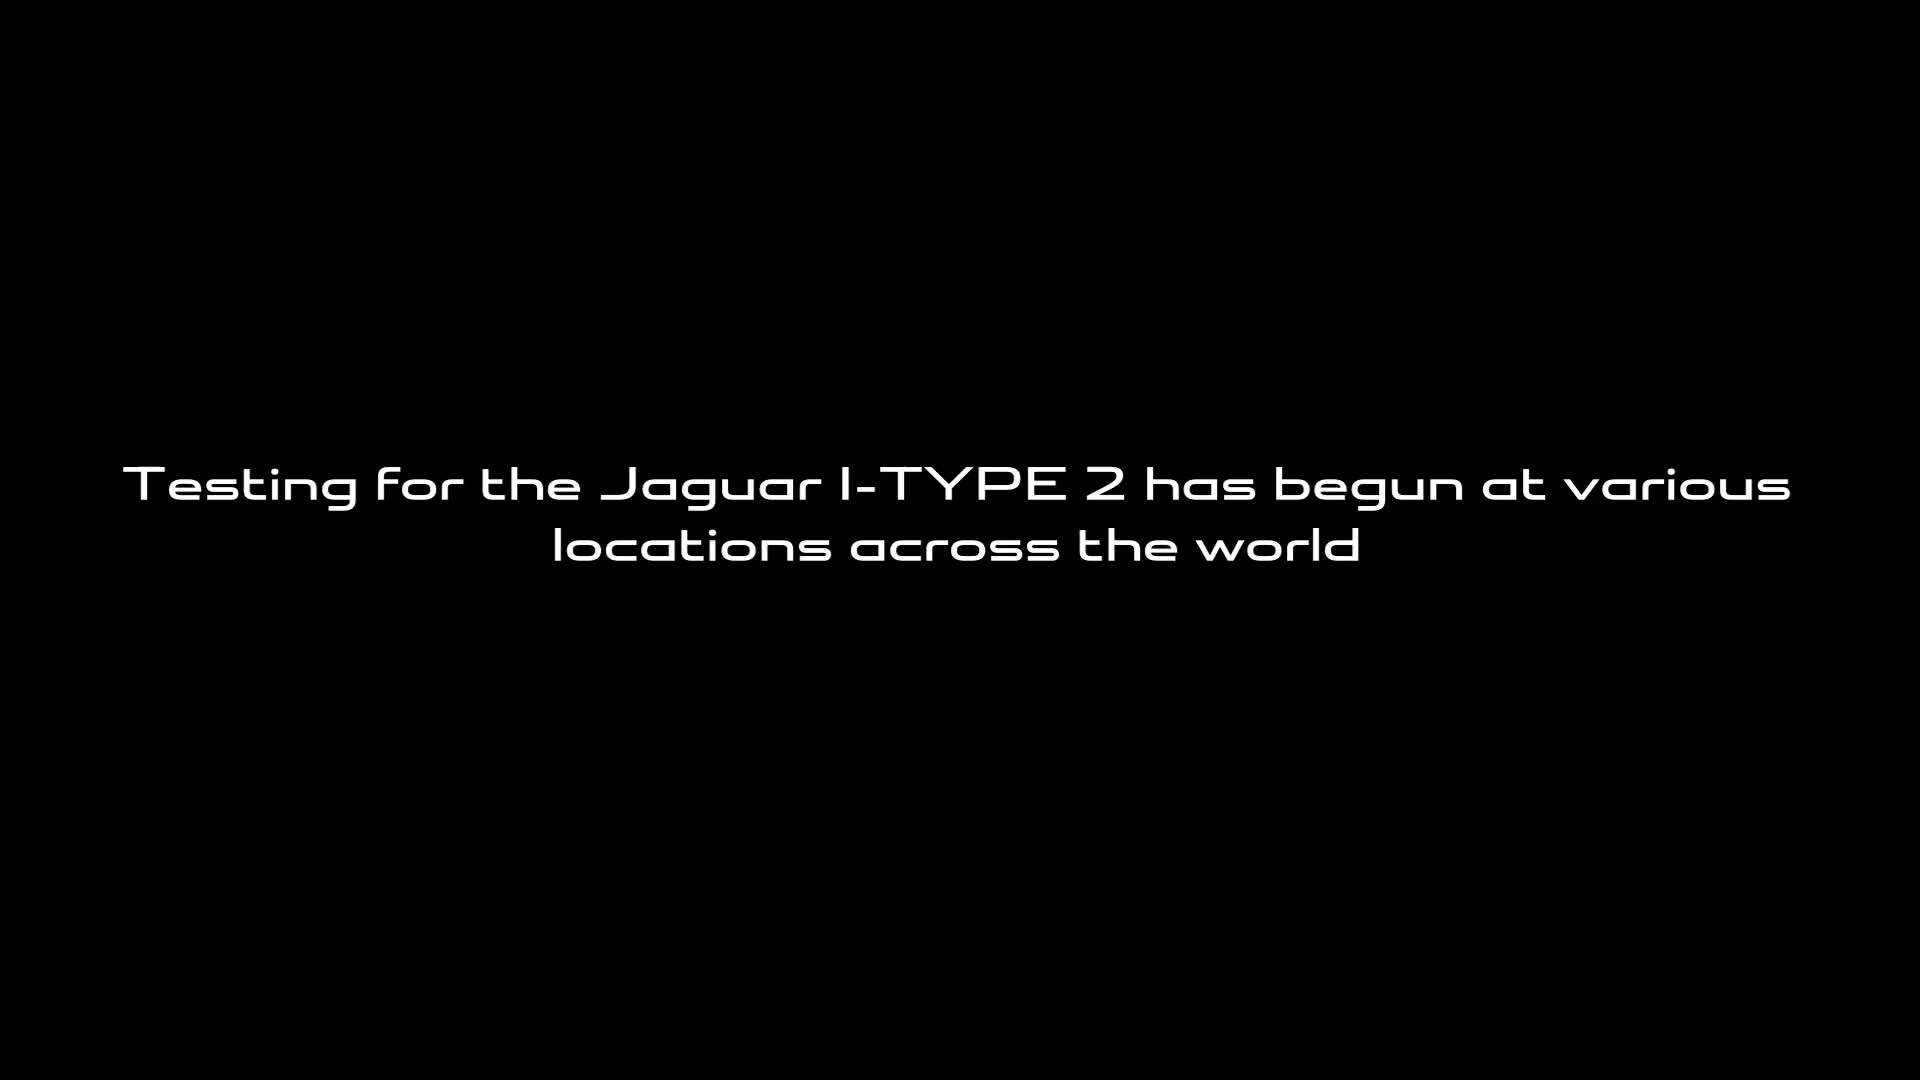 Testing for the Jaguar I-TYPE 2 has begun at various
locations across the world